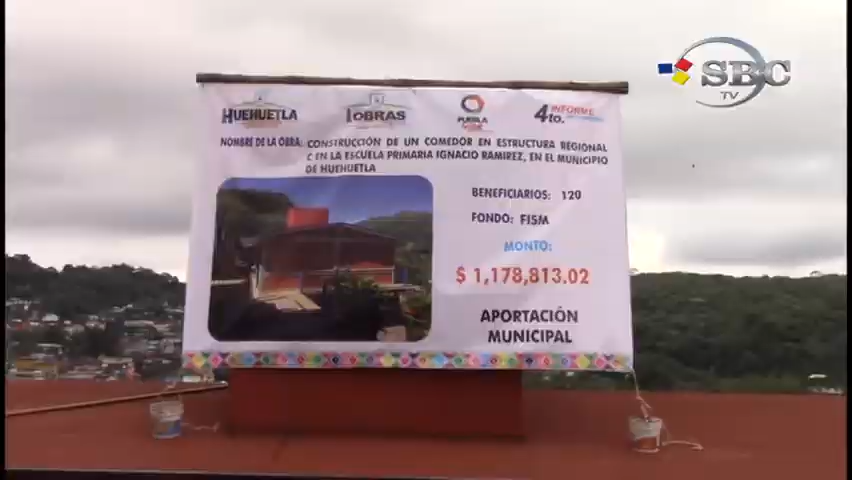 SBC
TV
HUEHUETLA
OBRAS
PUEBLA
4to. INFORME
NOMBRE DE LA OBRA: CONSTRUCCIÓN DE UN COMEDOR EN ESTRUCTURA REGIONAL
C EN LA ESCUELA PRIMARIA IGNACIO RAMIREZ, EN EL MUNICIPIO
DE HUEHUETLA
BENEFICIARIOS: 120
FONDO: FISM
MONTO:
$ 1,178,813.02
APORTACIÓN
MUNICIPAL